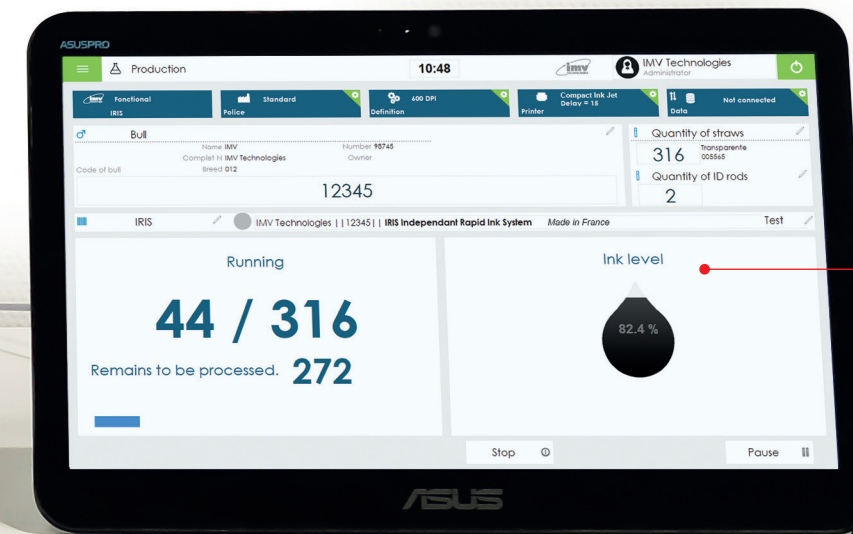 ASUSPRO
Production
10:48
imv
IMV Technologies
Administrator
imv Fonctional
IRIS
Standard
Police
600 DPI
Definition
Compact Ink Jet
Delay = 15
Printer
Not connected
Data
Bull
Name IMV Number 98745
Complet N IMV Technologies Owner
Code of bull Breed 012
12345
Quantity of straws
316 Transparente
005565
Quantity of ID rods
2
IRIS
IMV Technologies | | 12345 | | IRIS Independant Rapid Ink System Made in France
Test
Running
44 / 316
Remains to be processed. 272
Ink level
82.4 %
Stop
Pause
ASUS